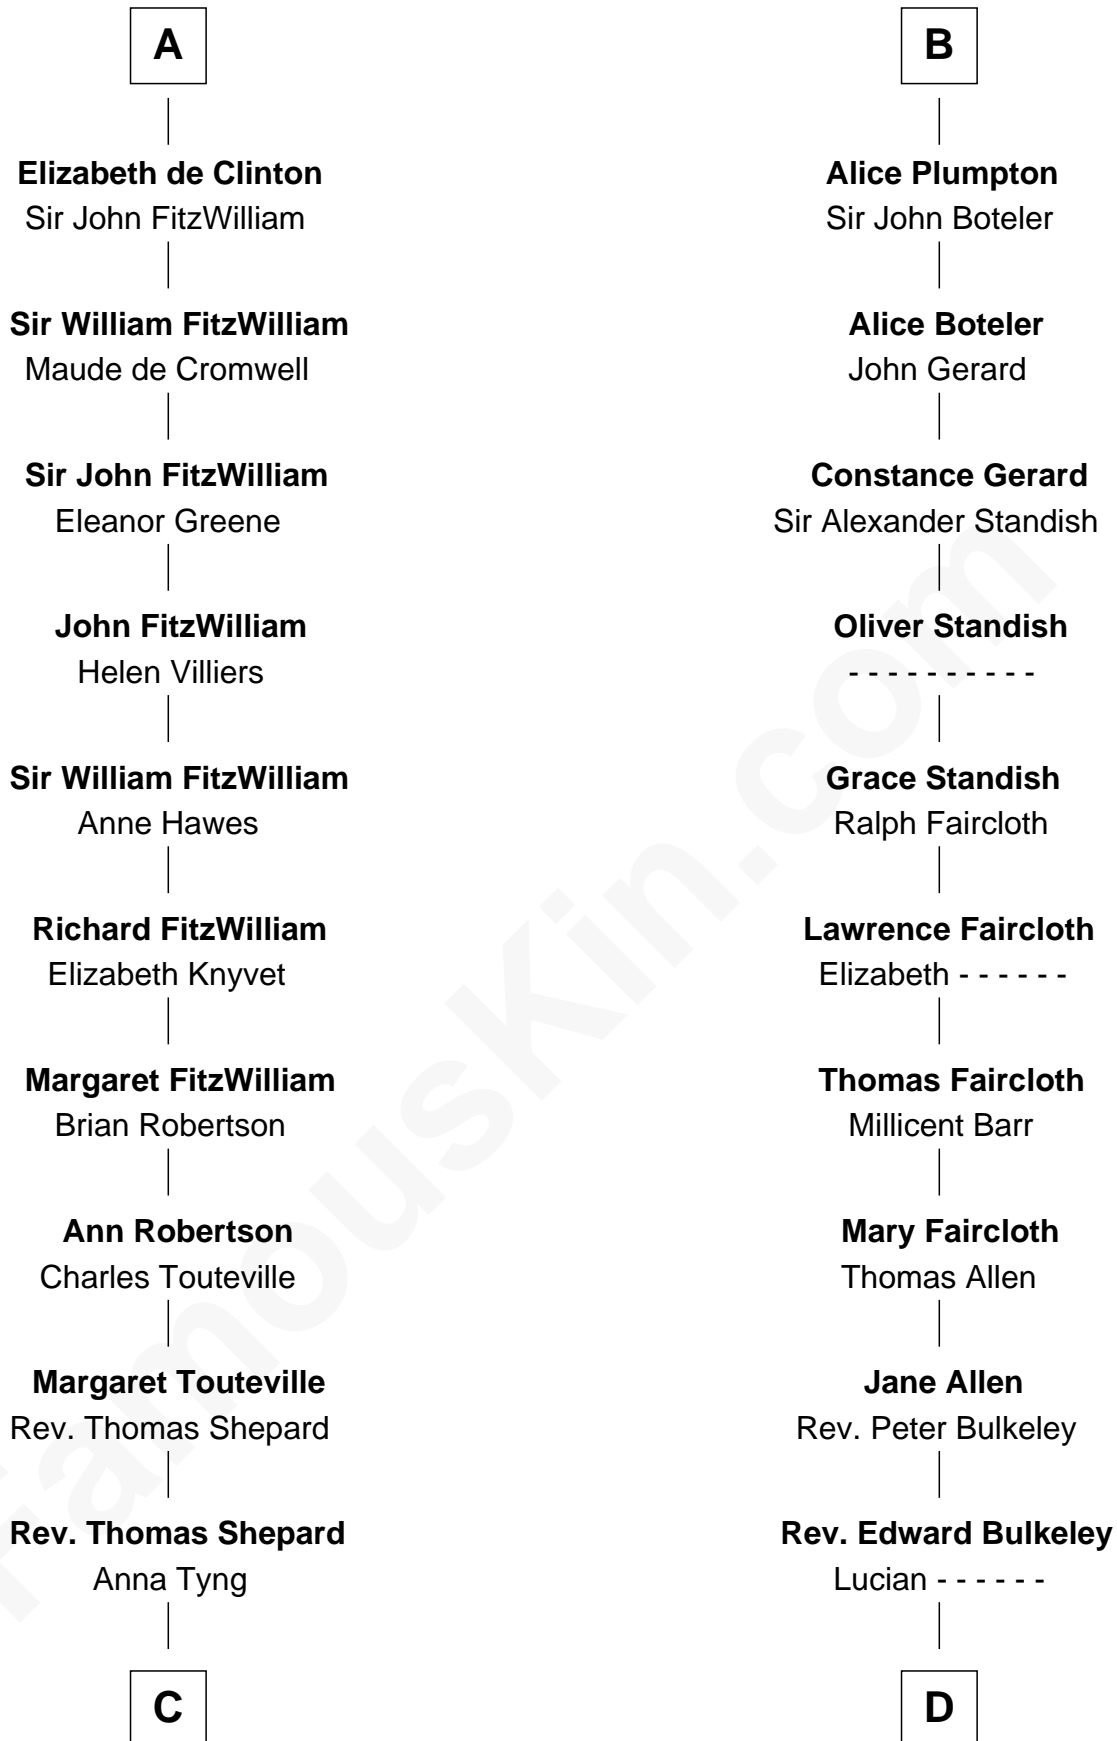 A
Elizabeth de Clinton
Sir John FitzWilliam
Sir William FitzWilliam
Maude de Cromwell
Sir John FitzWilliam
Eleanor Greene
John FitzWilliam
Helen Villiers
Sir William FitzWilliam
Anne Hawes
Richard FitzWilliam
Elizabeth Knyvet
Margaret FitzWilliam
Brian Robertson
Ann Robertson
Charles Touteville
Margaret Touteville
Rev. Thomas Shepard
Rev. Thomas Shepard
Anna Tyng
C
B
Alice Plumpton
Sir John Boteler
Alice Boteler
John Gerard
Constance Gerard
Sir Alexander Standish
Oliver Standish
- - - - - - - - - -
Grace Standish
Ralph Faircloth
Lawrence Faircloth
Elizabeth - - - - - -
Thomas Faircloth
Millicent Barr
Mary Faircloth
Thomas Allen
Jane Allen
Rev. Peter Bulkeley
Rev. Edward Bulkeley
Lucian - - - - - -
D
FamousKin.com